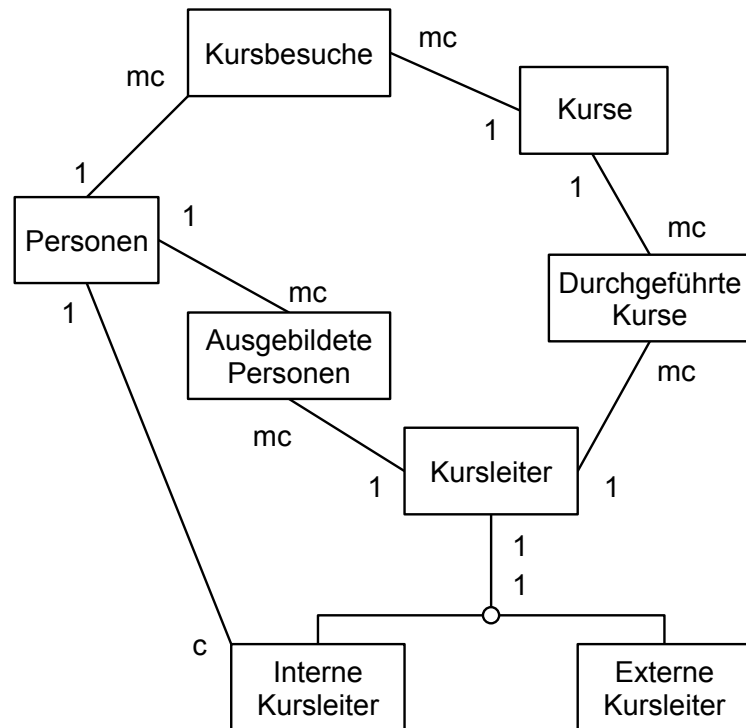 Kursbesuche
mc
mc
Kurse
1
1
1
1
Personen
mc
mc
Durchgeführte
Kurse
1
Ausgebildete
Personen
mc
mc
Kursleiter
1
1
1
1
c
Interne
Kursleiter
Externe
Kursleiter